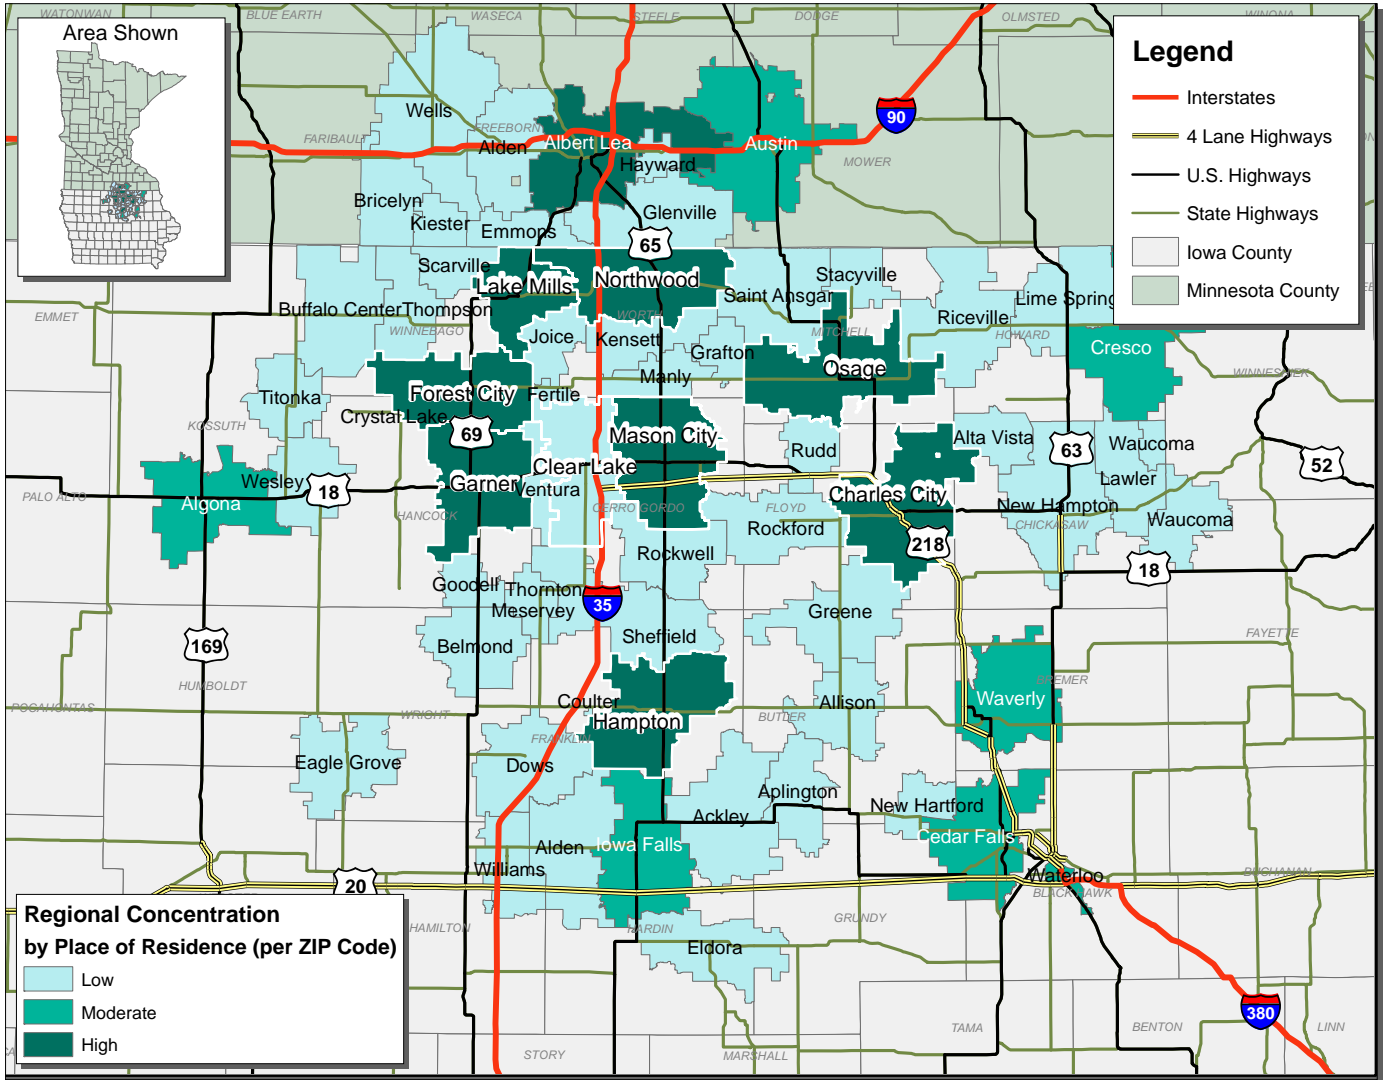 WATONWAN
BLUE EARTH
WASECA
STEELE
DODGE
OLMSTED
WINONA
Area Shown
Legend
Interstates
4 Lane Highways
U.S. Highways
State Highways
Iowa County
Minnesota County
90
Wells
FREEBORN
FARIBAULT
Alden
Albert Lea
Austin
MOWER
Hayward
Bricelyn
Kiester
Emmons
Glenville
65
Scarville
Lake Mills
Northwood
Stacyville
Saint Ansgar
Lime Spring
Buffalo Center
Thompson
EMMET
WINNEBAGO
WORTH
MITCHELL
Riceville
HOWARD
Joice
Kensett
Grafton
Cresco
Manly
Osage
WINNESHIEK
Titonka
Forest City
Fertile
Crystal Lake
KOSSUTH
69
Mason City
Alta Vista
63
Waucoma
Rudd
52
Clear Lake
Lawler
Wesley
18
Garner
Ventura
Charles City
PALO ALTO
Algona
HANCOCK
CERRO GORDO
FLOYD
New Hampton
CHICKASAW
Waucoma
Rockford
218
Rockwell
18
Goodell
Thornton
35
Meservey
Greene
169
Belmond
Sheffield
FAYETTE
HUMBOLDT
BREMER
Waverly
Coulter
Allison
POCAHONTAS
WRIGHT
Hampton
BUTLER
FRANKLIN
Eagle Grove
Dows
Aplington
New Hartford
Ackley
Cedar Falls
Alden
Iowa Falls
Williams
Waterloo
BUCHANAN
20
BLACK HAWK
Regional Concentration
by Place of Residence (per ZIP Code)
Low
Moderate
High
HAMILTON
HARDIN
GRUNDY
Eldora
380
TAMA
BENTON
LINN
STORY
MARSHALL